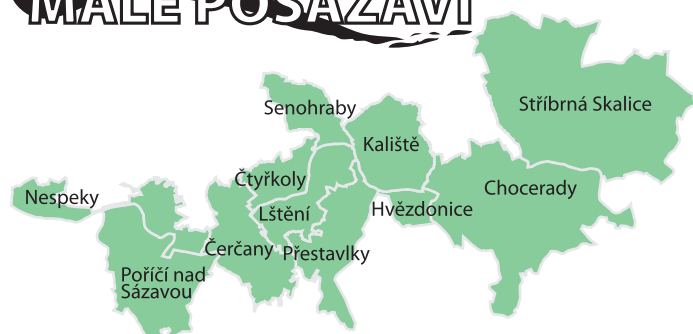 MALÉ POSÁZAVÍ
Stříbrná Skalice
Senohraby
Kaliště
Čtyřkoly
Chocerady
Nespeky
Lštění
Hvězdonice
Čerčany
Přestavlky
Poříčí nad
Sázavou